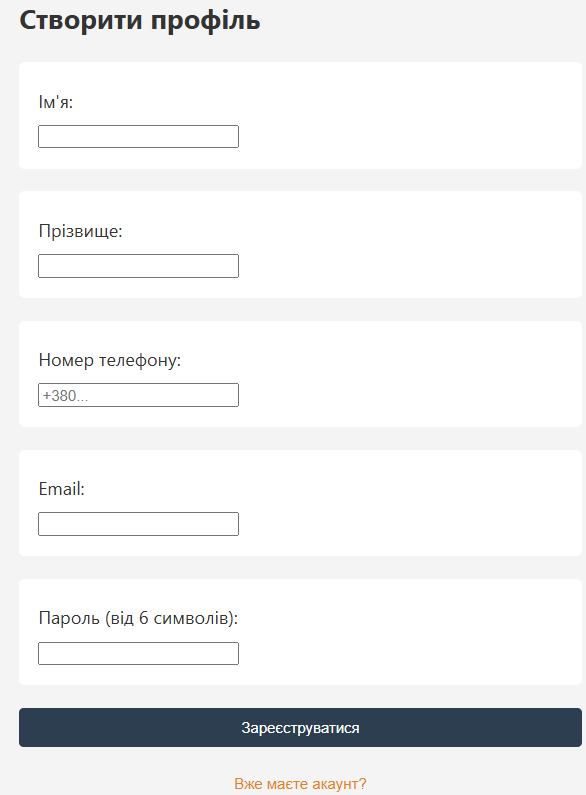 Створити профіль
Ім'я:
Прізвище:
Номер телефону:
+380...
Email:
Пароль (від 6 символів):
Зареєструватися
Вже маєте акаунт?